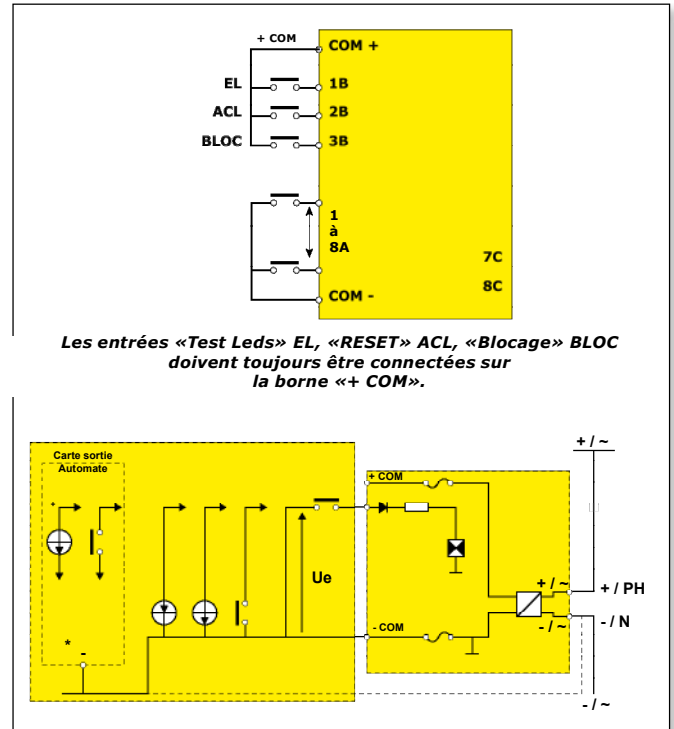 + COM
COM +
EL
1B
ACL
2B
BLOC
3B
1
à
8A
7C
8C
COM -
Les entrées «Test Leds» EL, «RESET» ACL, «Blocage» BLOC
doivent toujours être connectées sur
la borne «+ COM».
+ / ~
Carte sortie
Automate
+ COM
*
Ue
+ / ~
+ / PH
- / ~
- / N
- COM
*
-
- / ~